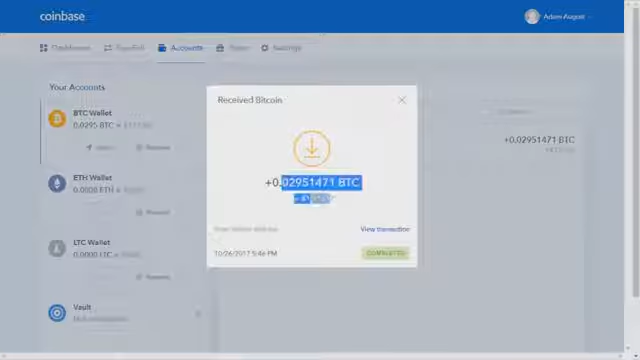 coinbase
Adam August
Dashboard
Buy/Sell
Accounts
Settings
Your Accounts
BTC Wallet
0.0295 BTC
ETH Wallet
0.0000 ETH
LTC Wallet
0.0000 LTC
Vault
Received Bitcoin
+0.02951471 BTC
View transaction
10/26/2017 5:46 PM
COMPLETED
+0.02951471 BTC